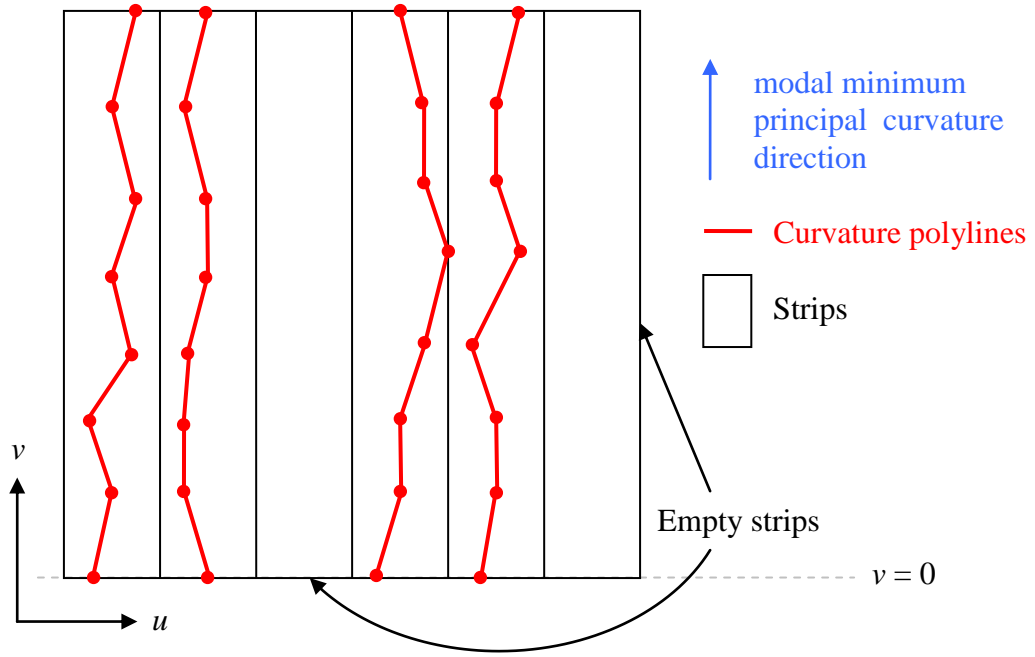 modal minimum
principal curvature
direction
Curvature polylines
Strips
v
Empty strips
v = 0
u